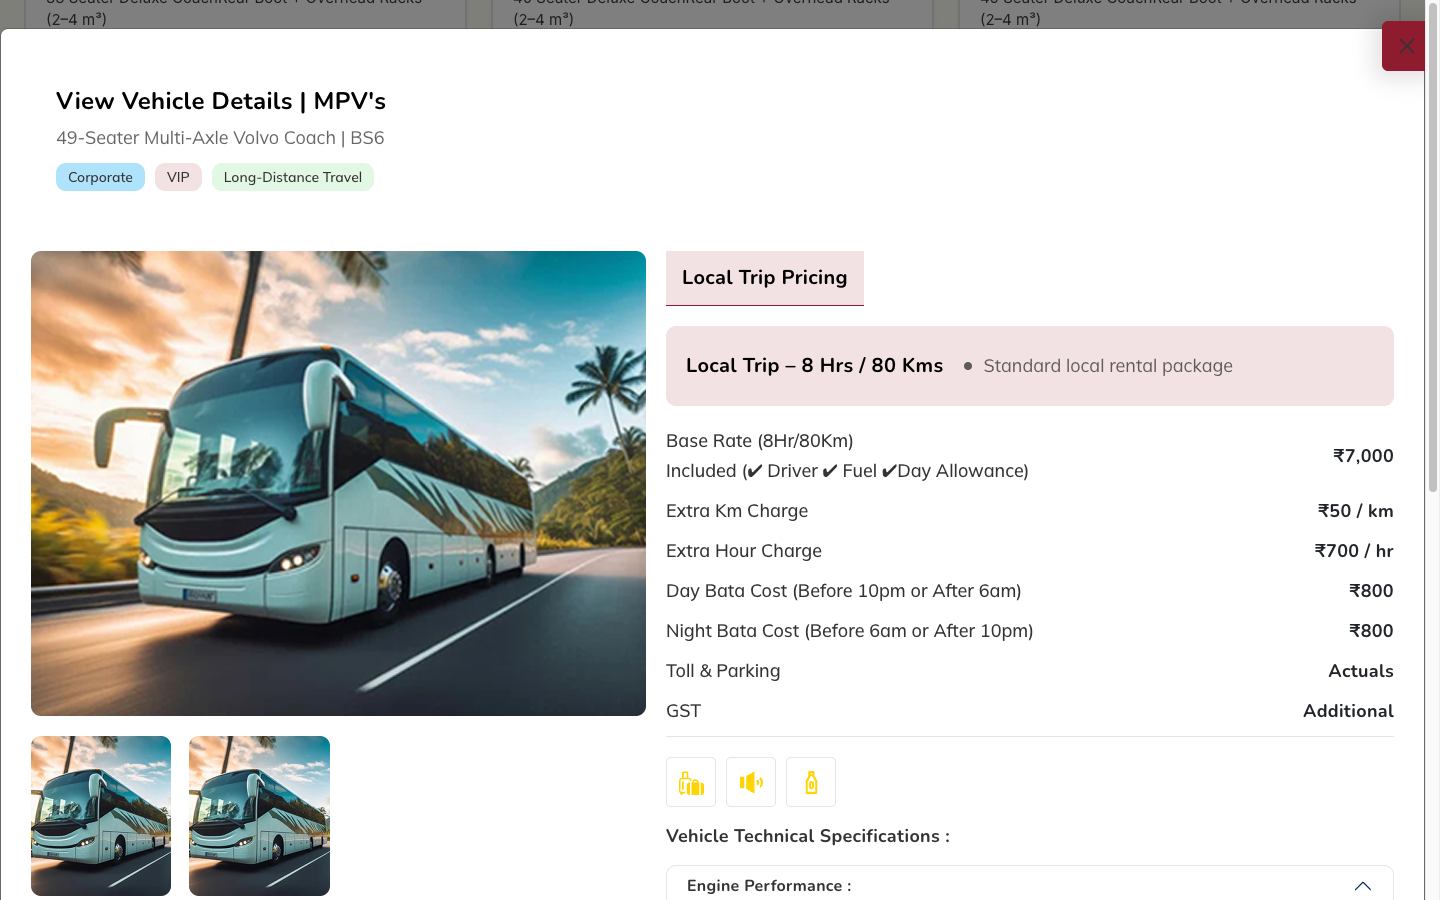 (2–4 m³)
(2–4 m³)
(2–4 m³)
View Vehicle Details | MPV's
49-Seater Multi-Axle Volvo Coach | BS6
Corporate
VIP
Long-Distance Travel
Local Trip Pricing
Local Trip – 8 Hrs / 80 Kms
Standard local rental package
Base Rate (8Hr/80Km)
Included (✔ Driver ✔ Fuel ✔Day Allowance)
₹7,000
Extra Km Charge
₹50 / km
Extra Hour Charge
₹700 / hr
Day Bata Cost (Before 10pm or After 6am)
₹800
Night Bata Cost (Before 6am or After 10pm)
₹800
Toll & Parking
Actuals
GST
Additional
Vehicle Technical Specifications :
Engine Performance :